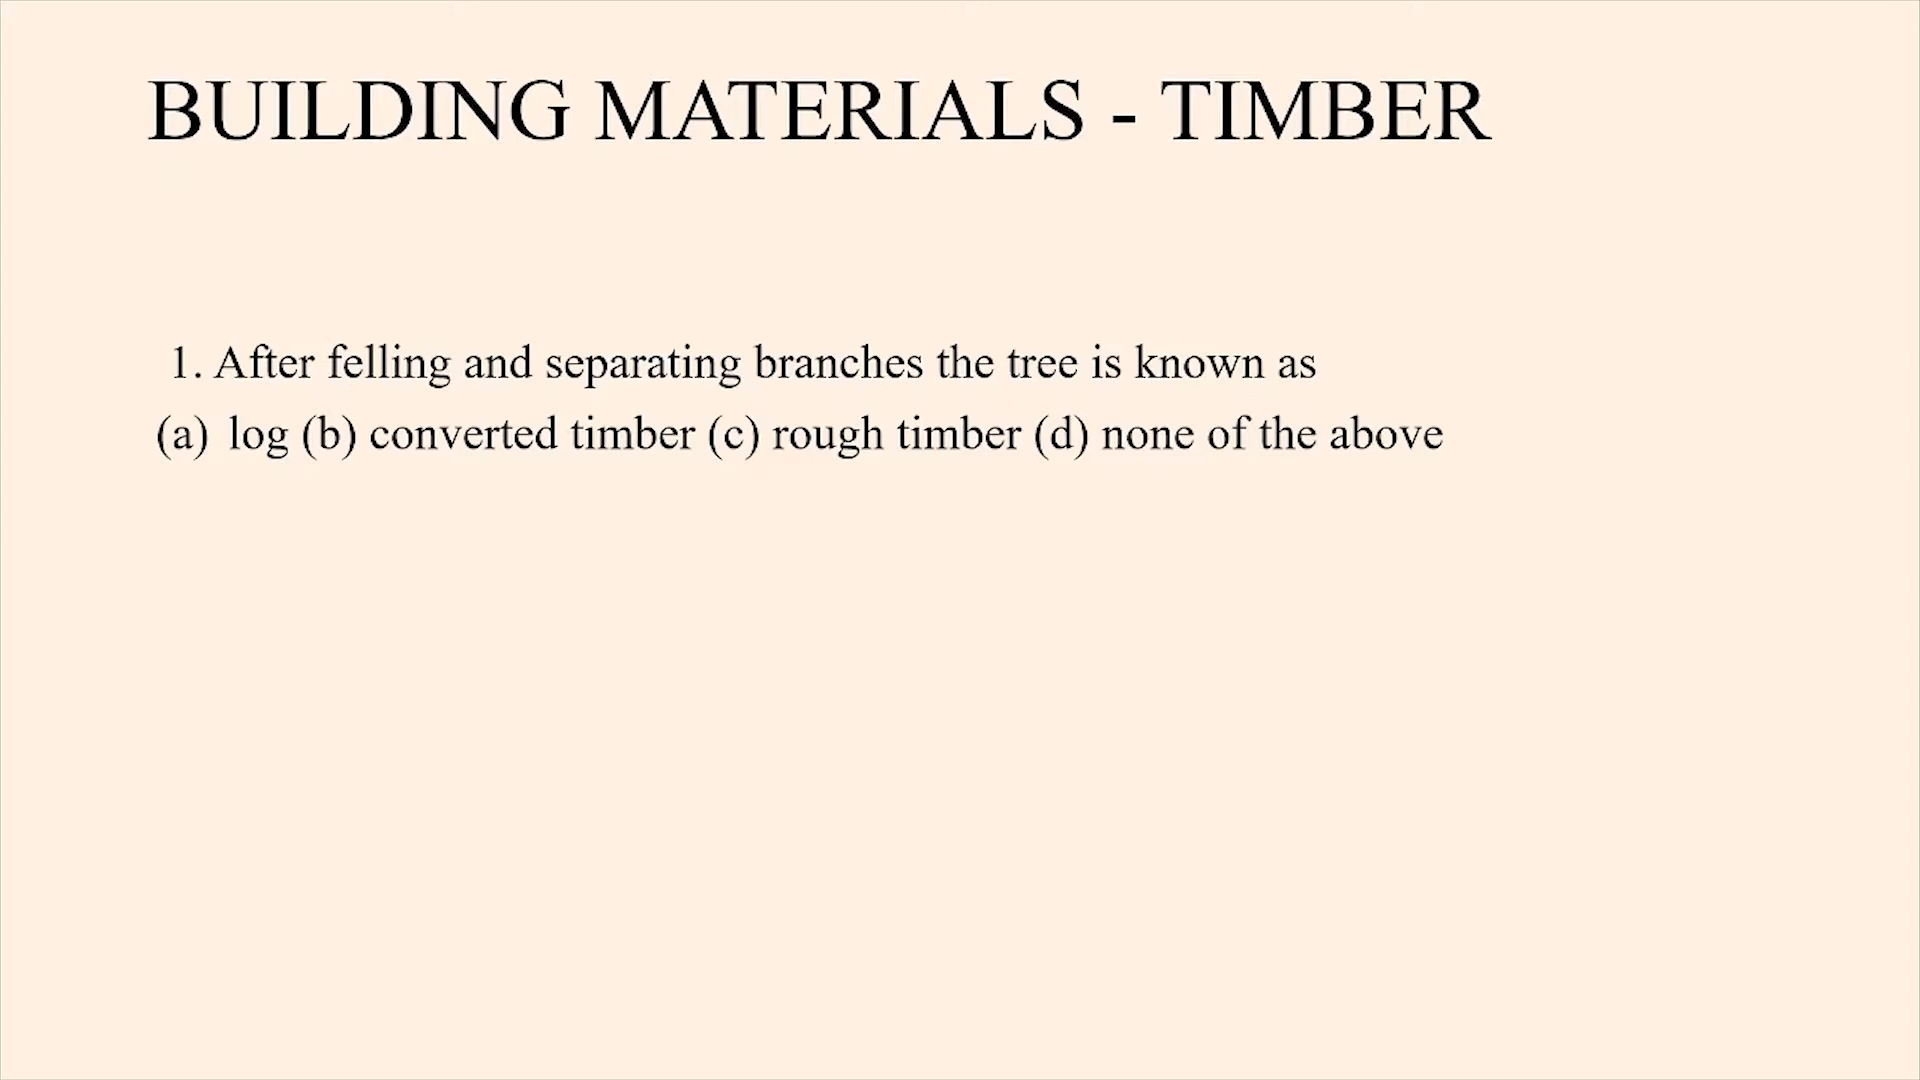 BUILDING MATERIALS - TIMBER
1. After felling and separating branches the tree is known as
(a) log (b) converted timber (c) rough timber (d) none of the above